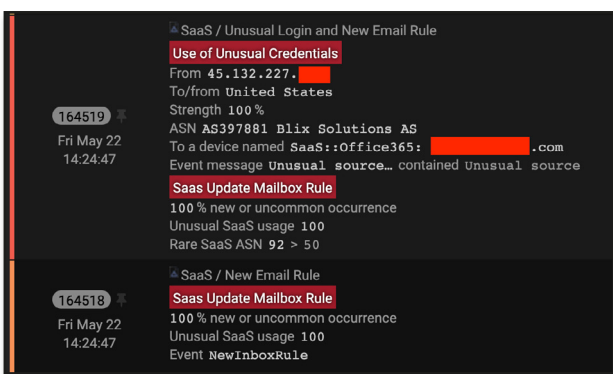 SaaS / Unusual Login and New Email Rule
Use of Unusual Credentials
From 45.132.227.
To/from United States
Strength 100 %
164519
ASN AS397881 Blix Solutions AS
Fri May 22
To a device named SaaS::Office365: .com
14:24:47
Event message Unusual source… contained Unusual source
Saas Update Mailbox Rule
100 % new or uncommon occurrence
Unusual SaaS usage 100
Rare SaaS ASN 92 > 50
SaaS / New Email Rule
164518
Saas Update Mailbox Rule
100 % new or uncommon occurrence
Fri May 22
Unusual SaaS usage 100
14:24:47
Event NewInboxRule